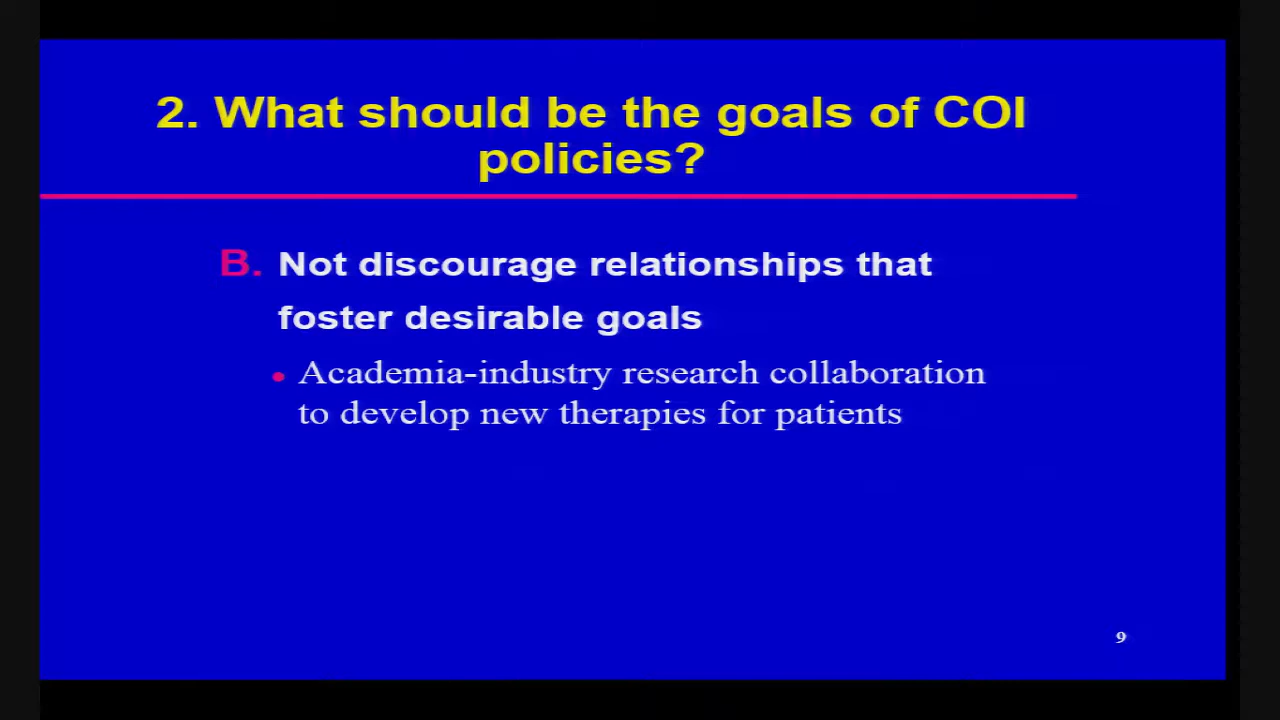 2. What should be the goals of COI
policies?
B. Not discourage relationships that
foster desirable goals
• Academia-industry research collaboration
to develop new therapies for patients
9